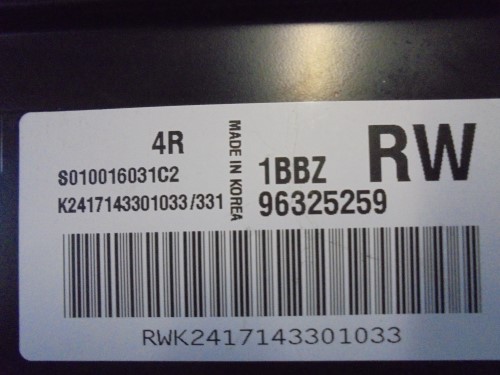 4R
S010016031C2
K2417143301033/331
MADE IN KOREA
1BBZ
96325259
RW
RWK2417143301033